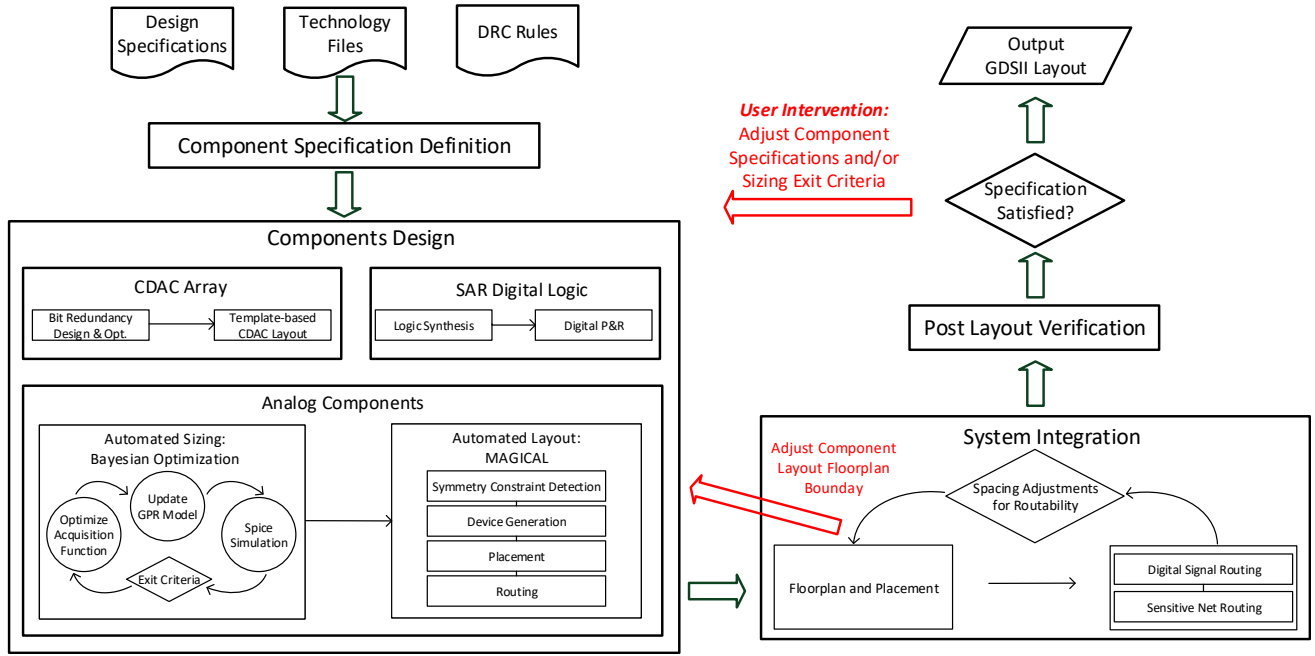 Design
Specifications
Technology
Files
DRC Rules
Component Specification Definition
Components Design
CDAC Array
Bit Redundancy
Design & Opt.
Template-based
CDAC Layout
SAR Digital Logic
Logic Synthesis
Digital P&R
Analog Components
Automated Sizing:
Bayesian Optimization
Update
GPR Model
Optimize
Acquisition
Function
Spice
Simulation
Exit Criteria
Automated Layout:
MAGICAL
Symmetry Constraint Detection
Device Generation
Placement
Routing
Output
GDSII Layout
User Intervention:
Adjust Component
Specifications and/or
Sizing Exit Criteria
Specification
Satisfied?
Post Layout Verification
System Integration
Adjust Component
Layout Floorplan
Bounday
Spacing Adjustments
for Routability
Floorplan and Placement
Digital Signal Routing
Sensitive Net Routing